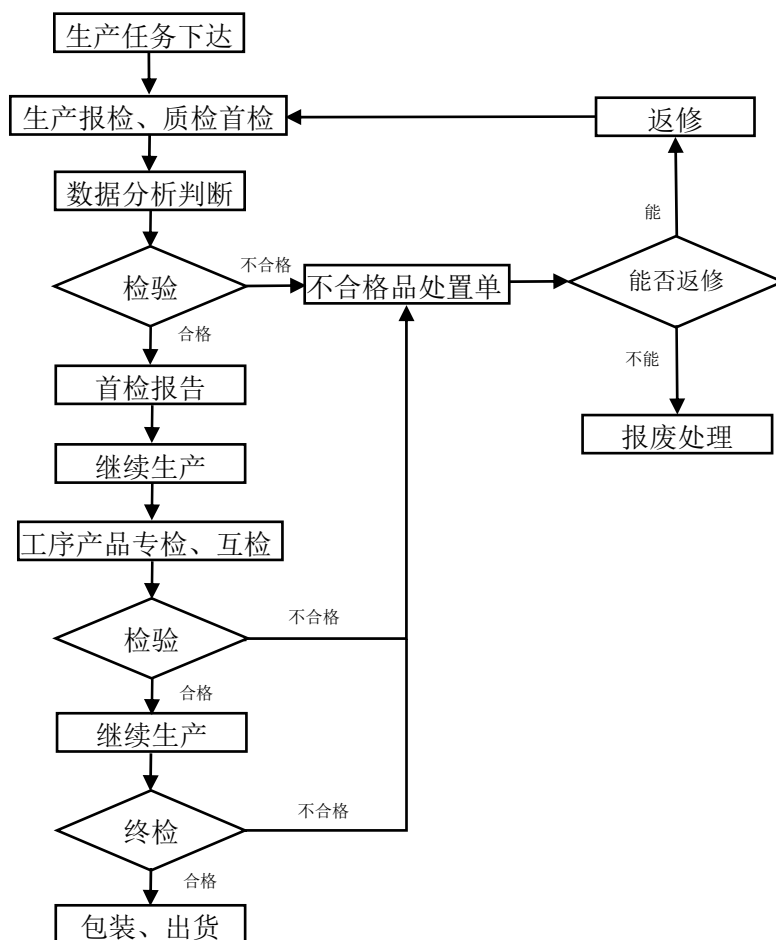 生产任务下达
生产报检、质检首检
返修
数据分析判断
能
检验
不合格
不合格品处置单
能否返修
合格
不能
首检报告
报废处理
继续生产
工序产品专检、互检
检验
不合格
合格
继续生产
终检
不合格
合格
包装、出货